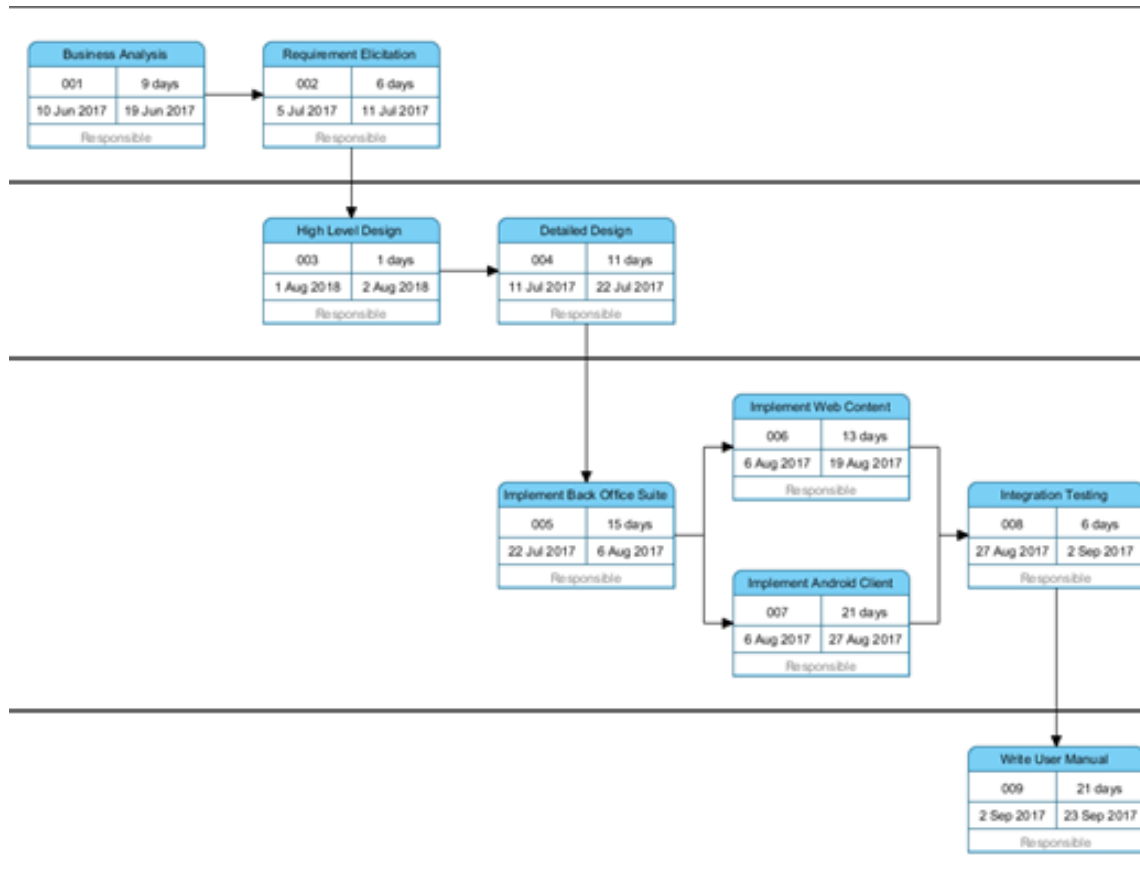 Business Analysis
001 9 days
10 Jun 2017 19 Jun 2017
Responsible
Requirement Elicitation
002 6 days
5 Jul 2017 11 Jul 2017
Responsible
High Level Design
003 1 days
1 Aug 2018 2 Aug 2018
Responsible
Detailed Design
004 11 days
11 Jul 2017 22 Jul 2017
Responsible
Implement Back Office Suite
005 15 days
22 Jul 2017 6 Aug 2017
Responsible
Implement Web Content
006 13 days
6 Aug 2017 19 Aug 2017
Responsible
Implement Android Client
007 21 days
6 Aug 2017 27 Aug 2017
Responsible
Integration Testing
008 6 days
27 Aug 2017 2 Sep 2017
Responsible
Write User Manual
009 21 days
2 Sep 2017 23 Sep 2017
Responsible